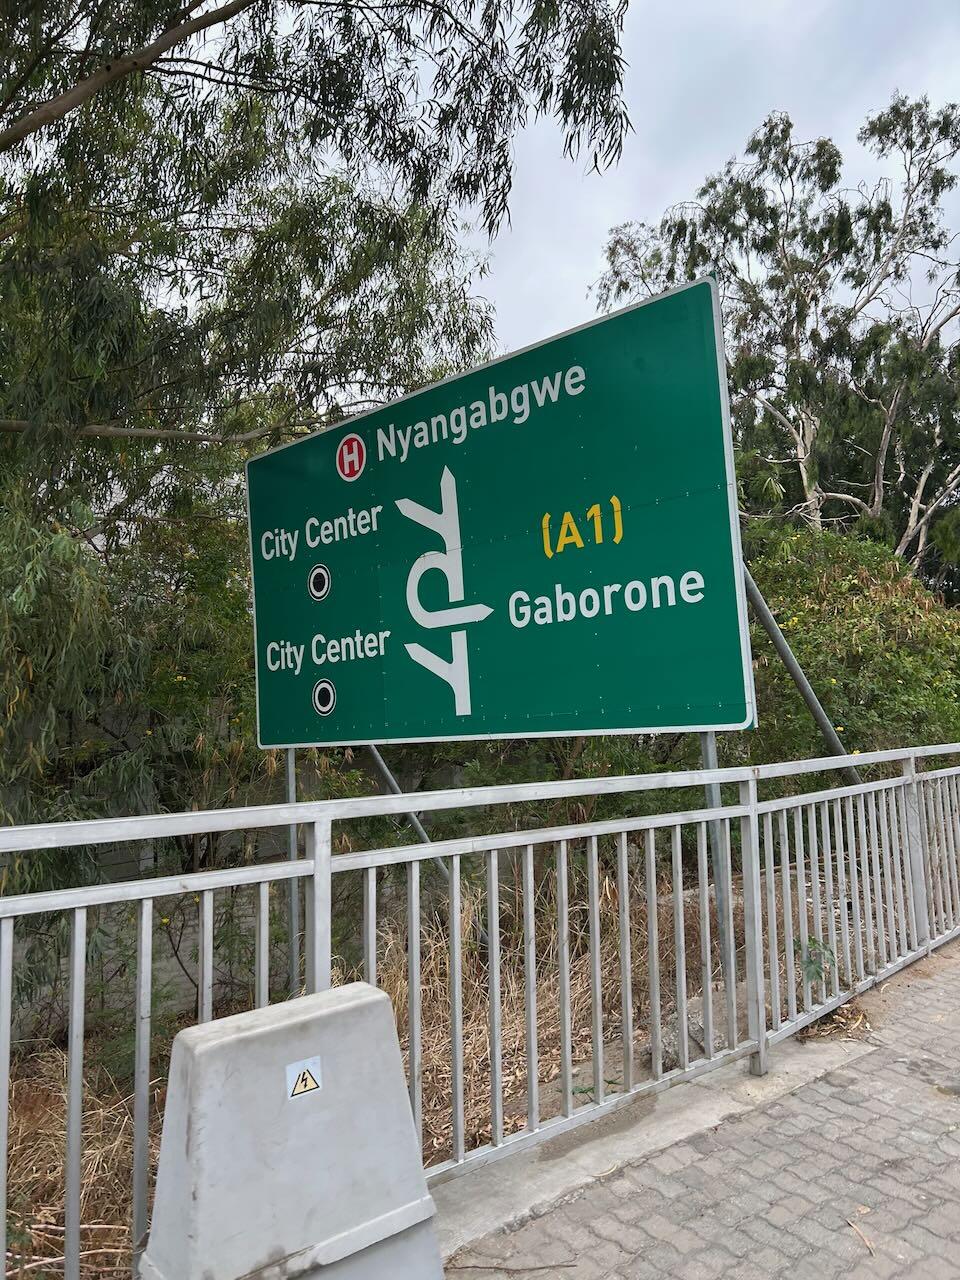 H Nyangabgwe
City Center
(A1)
Gaborone
City Center